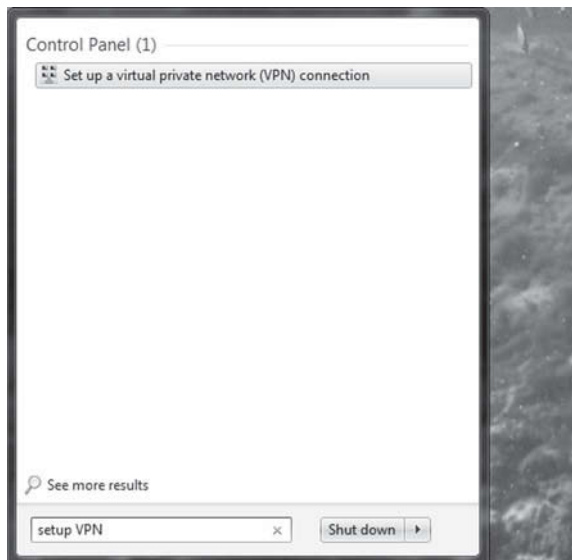 Control Panel (1)
Set up a virtual private network (VPN) connection
See more results
setup VPN
Shut down